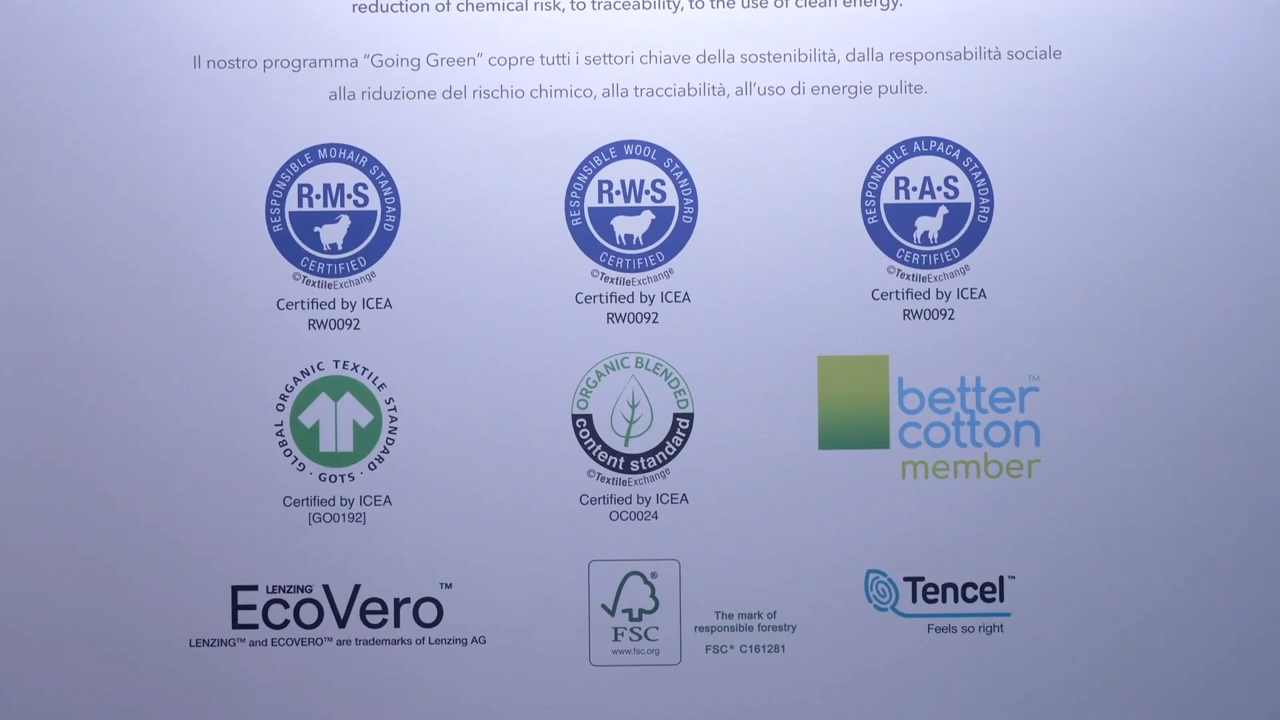 reduction of chemical risk, to traceability, to the use of clean energy.
Il nostro programma “Going Green” copre tutti i settori chiave della sostenibilità, dalla responsabilità sociale
alla riduzione del rischio chimico, alla tracciabilità, all’uso di energie pulite.
RESPONSIBLE MOHAIR STANDARD
R·M·S
CERTIFIED
©TextileExchange
Certified by ICEA
RW0092
RESPONSIBLE WOOL STANDARD
R·W·S
CERTIFIED
©TextileExchange
Certified by ICEA
RW0092
RESPONSIBLE ALPACA STANDARD
R·A·S
CERTIFIED
©TextileExchange
Certified by ICEA
RW0092
GLOBAL ORGANIC TEXTILE STANDARD
· GOTS ·
Certified by ICEA
[GO0192]
ORGANIC BLENDED
content standard
©TextileExchange
Certified by ICEA
OC0024
better™
cotton
member
LENZING™
EcoVero™
LENZING™ and ECOVERO™ are trademarks of Lenzing AG
®
FSC
www.fsc.org
The mark of
responsible forestry
FSC® C161281
Tencel™
Feels so right